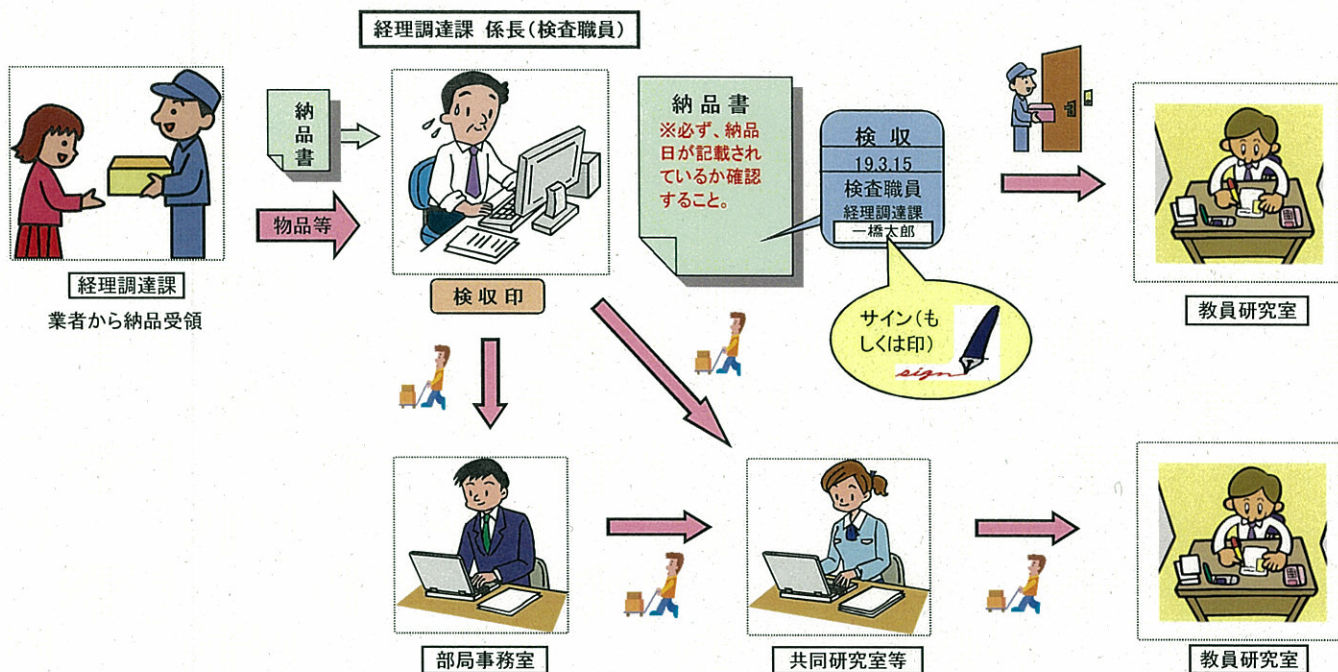 経理調達課 係長（検査職員）
納
品
書
物品等
経理調達課
業者から納品受領
検収印
納品書
※必ず、納品
日が記載され
ているか確認
すること。
検収
19.3.15
検査職員
経理調達課
一橋太郎
サイン（も
しくは印）
sign
教員研究室
部局事務室
共同研究室等
教員研究室